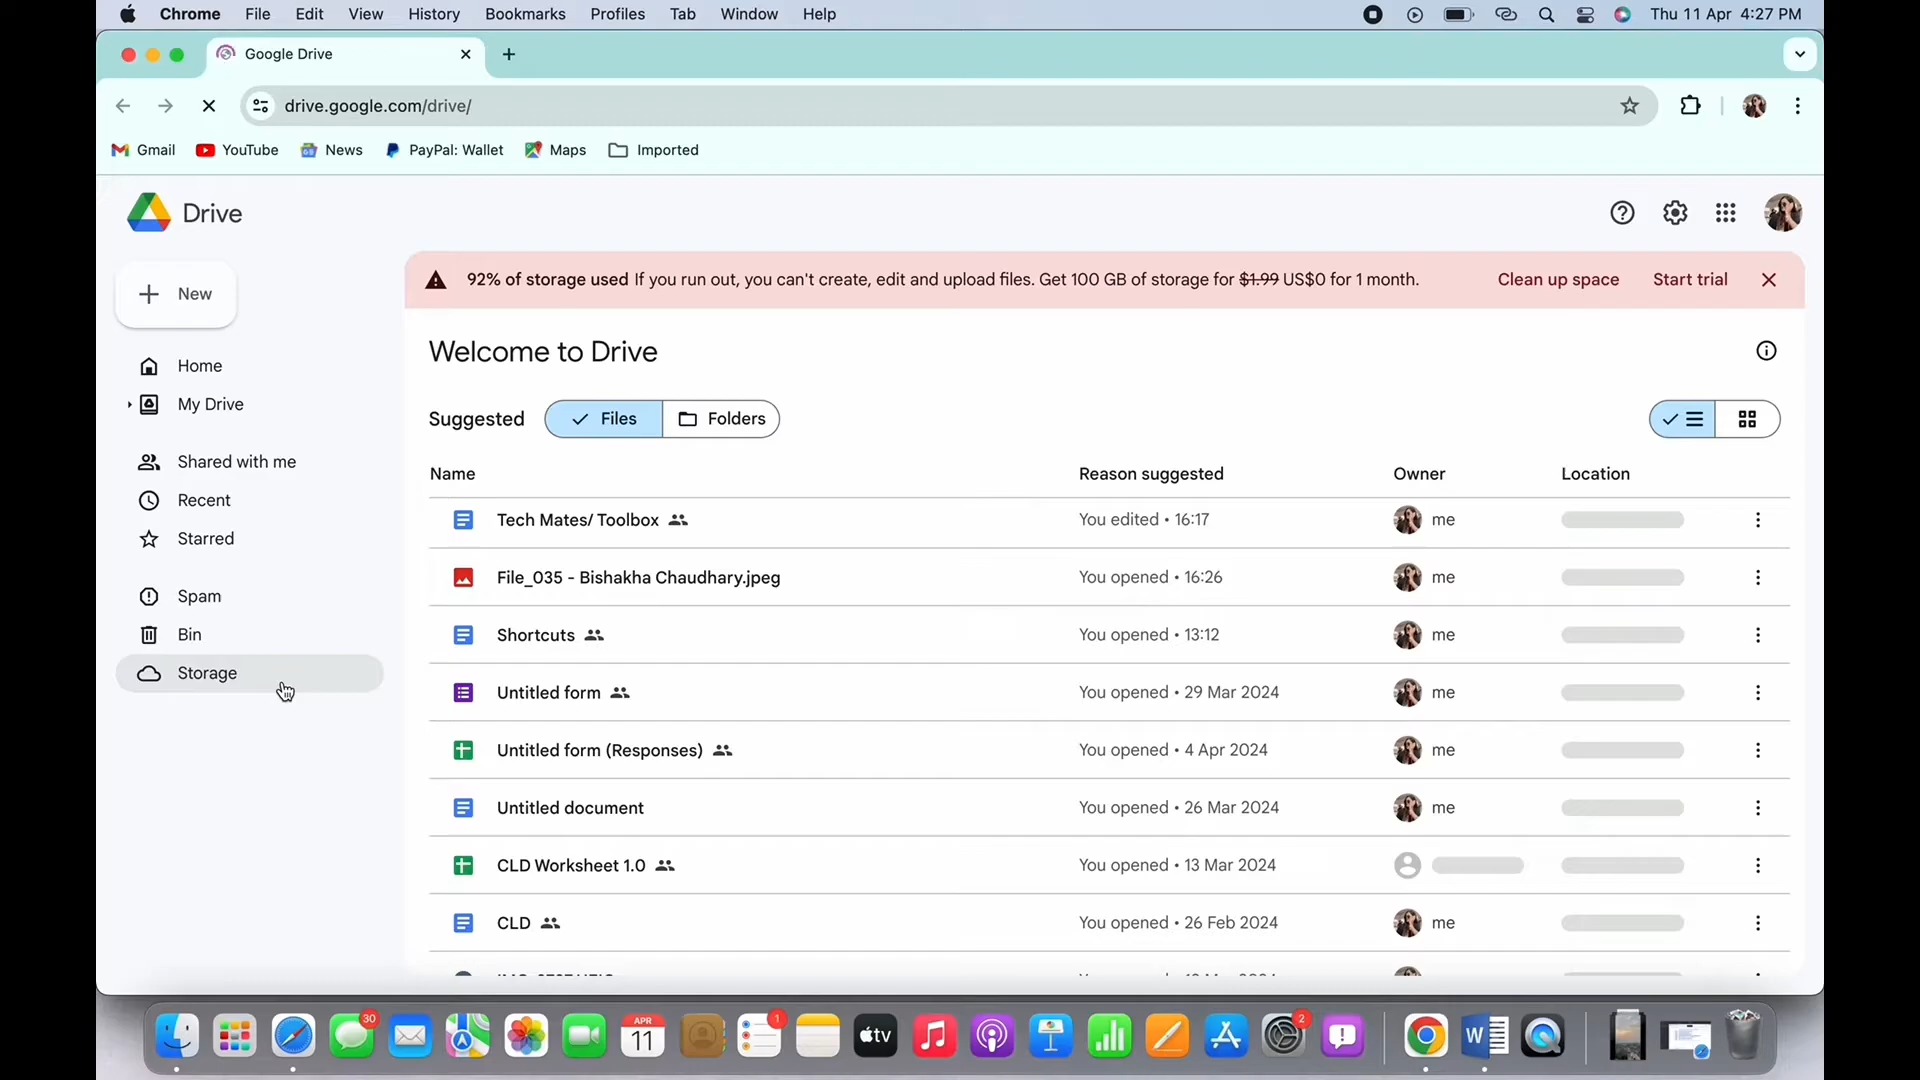 Chrome File Edit View History Bookmarks Profiles Tab Window Help Thu 11 Apr 4:27 PM
Google Drive
drive.google.com/drive/
Gmail YouTube News PayPal: Wallet Maps Imported
Drive
92% of storage used If you run out, you can't create, edit and upload files. Get 100 GB of storage for $1.99 US$0 for 1 month. Clean up space Start trial
New
Welcome to Drive
Home
My Drive
Suggested Files Folders
Shared with me
Name Reason suggested Owner Location
Recent
Tech Mates/ Toolbox You edited • 16:17 me
Starred
File_035 - Bishakha Chaudhary.jpeg You opened • 16:26 me
Spam
Bin
Shortcuts You opened • 13:12 me
Storage
Untitled form You opened • 29 Mar 2024 me
Untitled form (Responses) You opened • 4 Apr 2024 me
Untitled document You opened • 26 Mar 2024 me
CLD Worksheet 1.0 You opened • 13 Mar 2024
CLD You opened • 26 Feb 2024 me
30 APR 11 1 tv 2 W